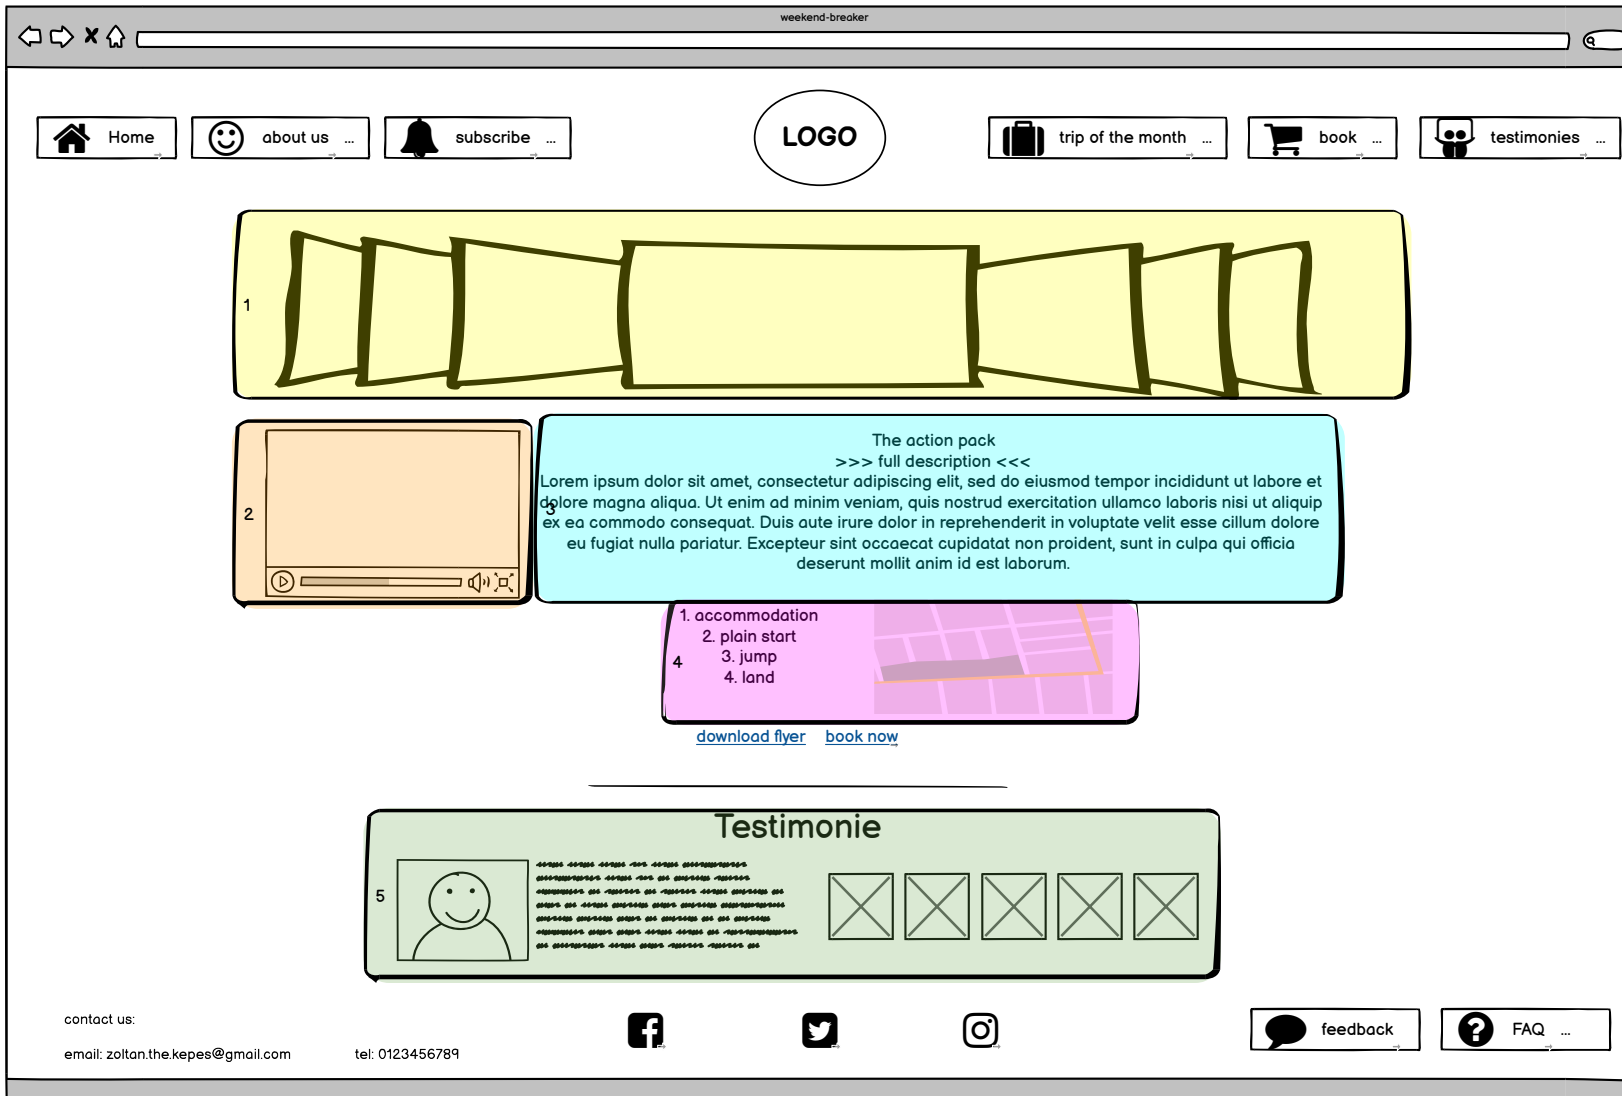 weekend-breaker
Home
about us ...
subscribe ...
LOGO
trip of the month ...
book ...
testimonies ...
1
2
3
The action pack
>>> full description <<<
Lorem ipsum dolor sit amet, consectetur adipiscing elit, sed do eiusmod tempor incididunt ut labore et
dolore magna aliqua. Ut enim ad minim veniam, quis nostrud exercitation ullamco laboris nisi ut aliquip
ex ea commodo consequat. Duis aute irure dolor in reprehenderit in voluptate velit esse cillum dolore
eu fugiat nulla pariatur. Excepteur sint occaecat cupidatat non proident, sunt in culpa qui officia
deserunt mollit anim id est laborum.
4
1. accommodation
2. plain start
3. jump
4. land
download flyer
book now
Testimonie
5
contact us:
email: zoltan.the.kepes@gmail.com
tel: 0123456789
feedback
FAQ ...